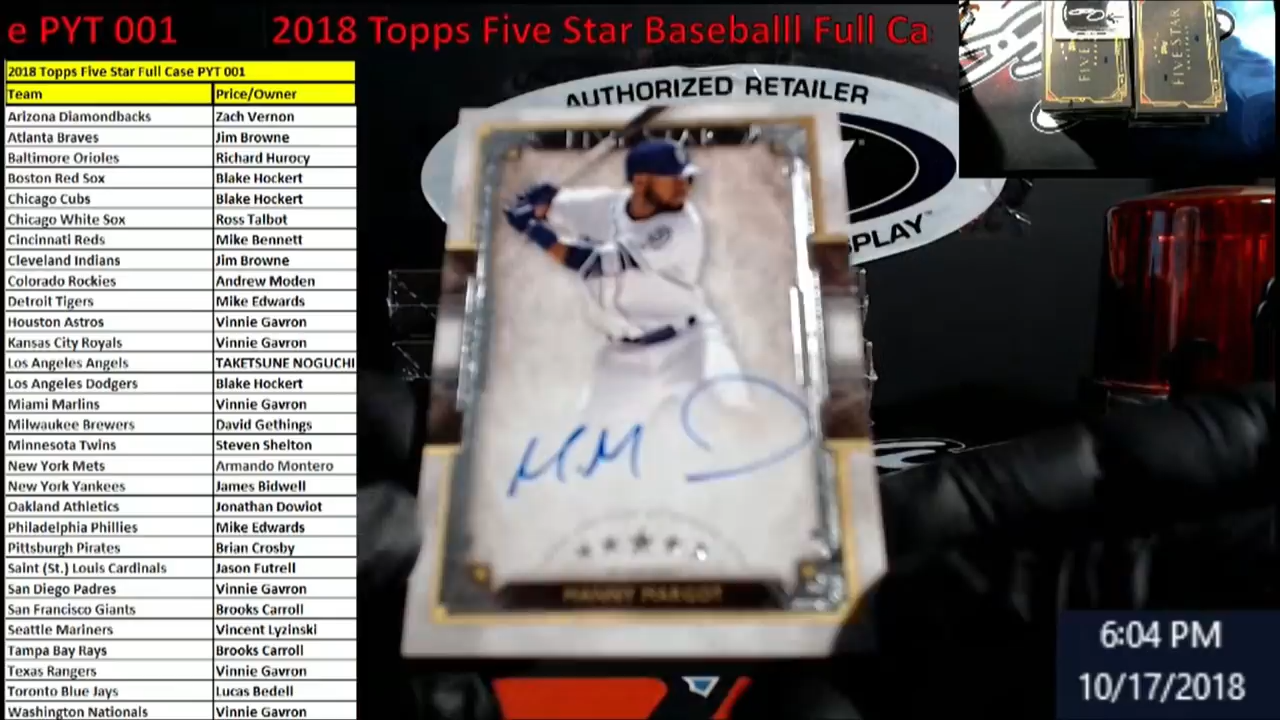 e PYT 001 2018 Topps Five Star Baseballl Full Ca
2018 Topps Five Star Full Case PYT 001
Team Price/Owner
Arizona Diamondbacks Zach Vernon
Atlanta Braves Jim Browne
Baltimore Orioles Richard Hurocy
Boston Red Sox Blake Hockert
Chicago Cubs Blake Hockert
Chicago White Sox Ross Talbot
Cincinnati Reds Mike Bennett
Cleveland Indians Jim Browne
Colorado Rockies Andrew Moden
Detroit Tigers Mike Edwards
Houston Astros Vinnie Gavron
Kansas City Royals Vinnie Gavron
Los Angeles Angels TAKETSUNE NOGUCHI
Los Angeles Dodgers Blake Hockert
Miami Marlins Vinnie Gavron
Milwaukee Brewers David Gethings
Minnesota Twins Steven Shelton
New York Mets Armando Montero
New York Yankees James Bidwell
Oakland Athletics Jonathan Dowiot
Philadelphia Phillies Mike Edwards
Pittsburgh Pirates Brian Crosby
Saint (St.) Louis Cardinals Jason Futrell
San Diego Padres Vinnie Gavron
San Francisco Giants Brooks Carroll
Seattle Mariners Vincent Lyzinski
Tampa Bay Rays Brooks Carroll
Texas Rangers Vinnie Gavron
Toronto Blue Jays Lucas Bedell
Washington Nationals Vinnie Gavron
AUTHORIZED RETAILER
FIVE STAR
M.M
MANNY MARGOT
FIVE STAR
FIVE STAR
6:04 PM
10/17/2018